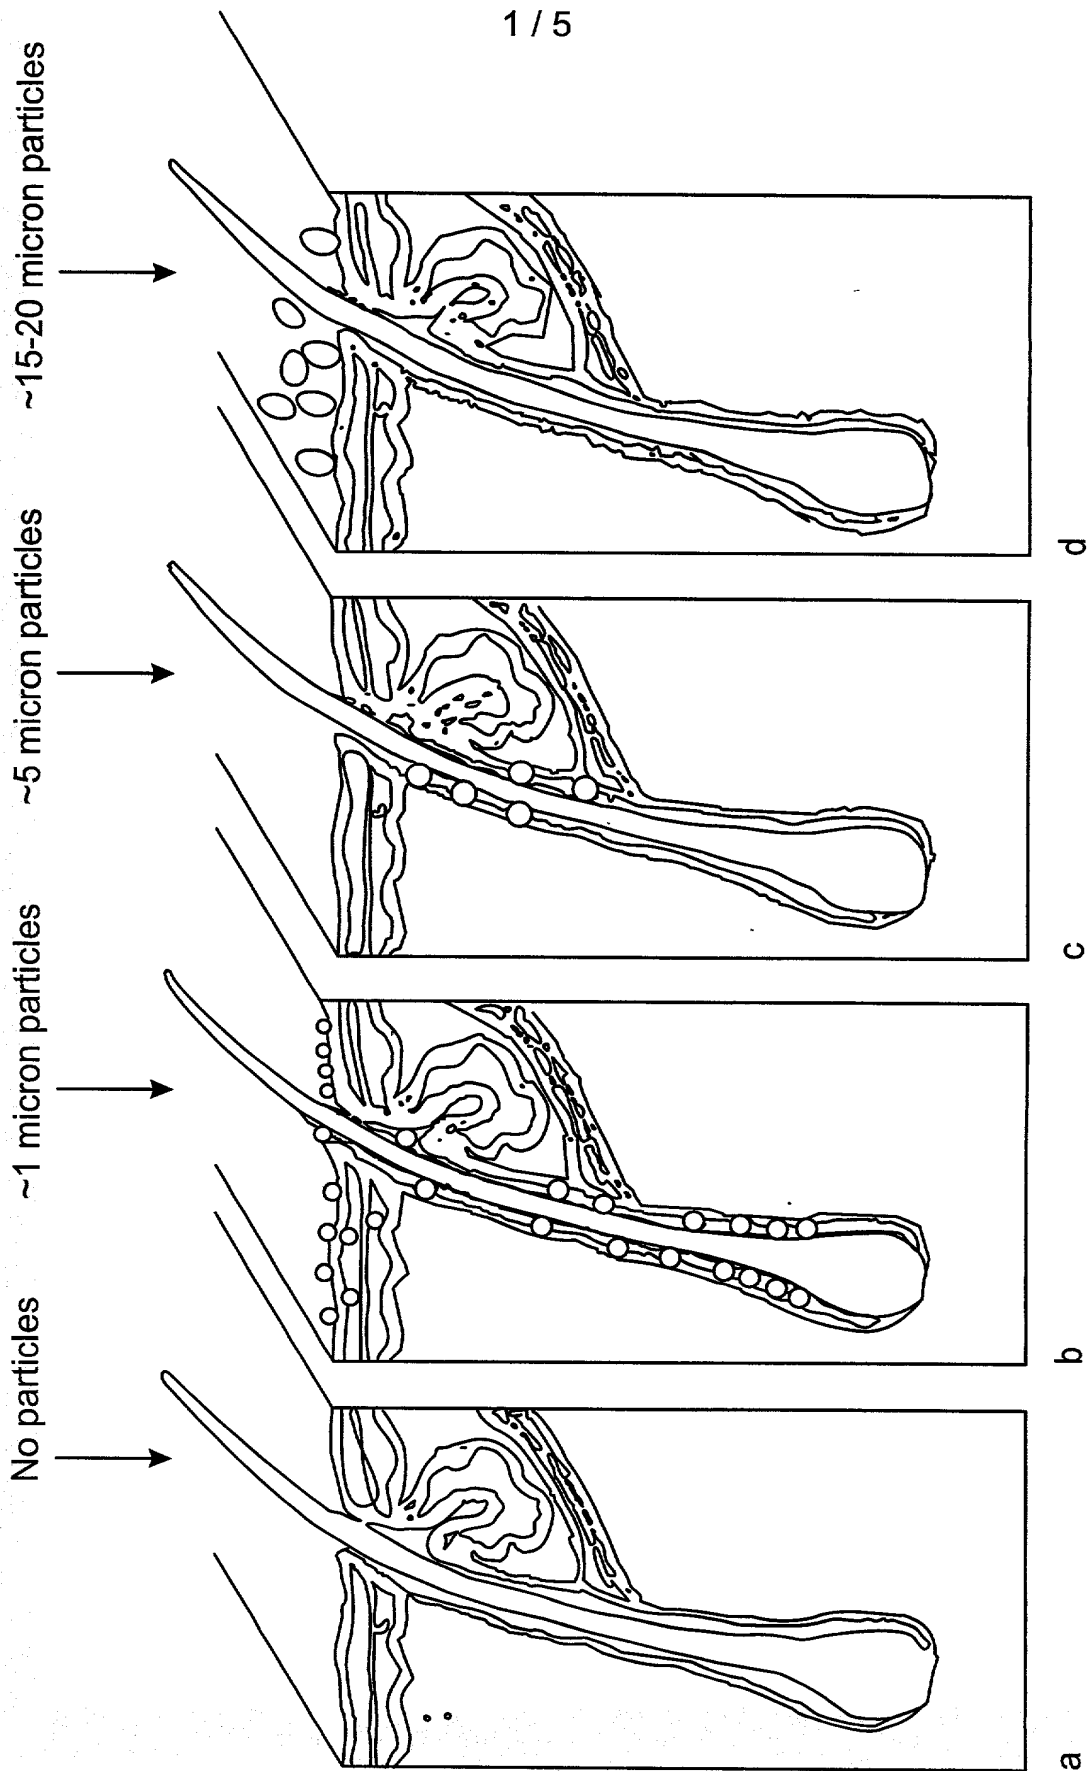 1 / 5
No particles
~1 micron particles
~5 micron particles
~15-20 micron particles
a
b
c
d